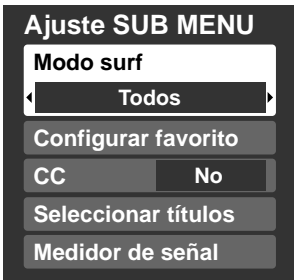 Ajuste SUB MENU
Modo surf
Todos
Configurar favorito
CC No
Seleccionar títulos
Medidor de señal